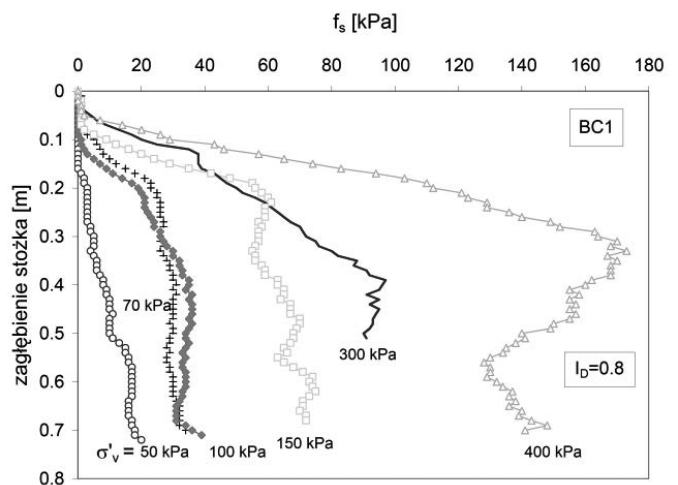 fs [kPa]
0 20 40 60 80 100 120 140 160 180
0
0.1
0.2
0.3
0.4
0.5
0.6
0.7
0.8
zagłębienie stożka [m]
BC1
70 kPa
300 kPa
ID=0.8
σ'v = 50 kPa
100 kPa
150 kPa
400 kPa